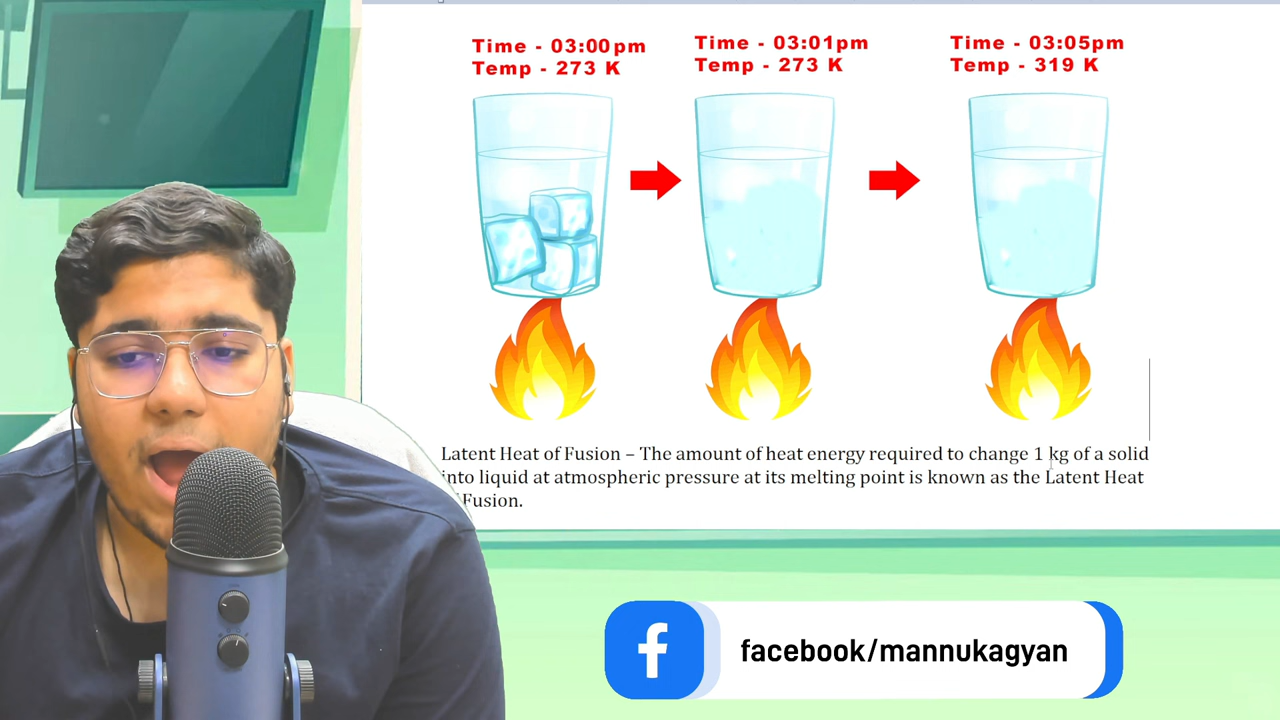 Time - 03:00pm
Temp - 273 K
Time - 03:01pm
Temp - 273 K
Time - 03:05pm
Temp - 319 K
Latent Heat of Fusion – The amount of heat energy required to change 1 kg of a solid
into liquid at atmospheric pressure at its melting point is known as the Latent Heat
Fusion.
facebook/mannukagyan